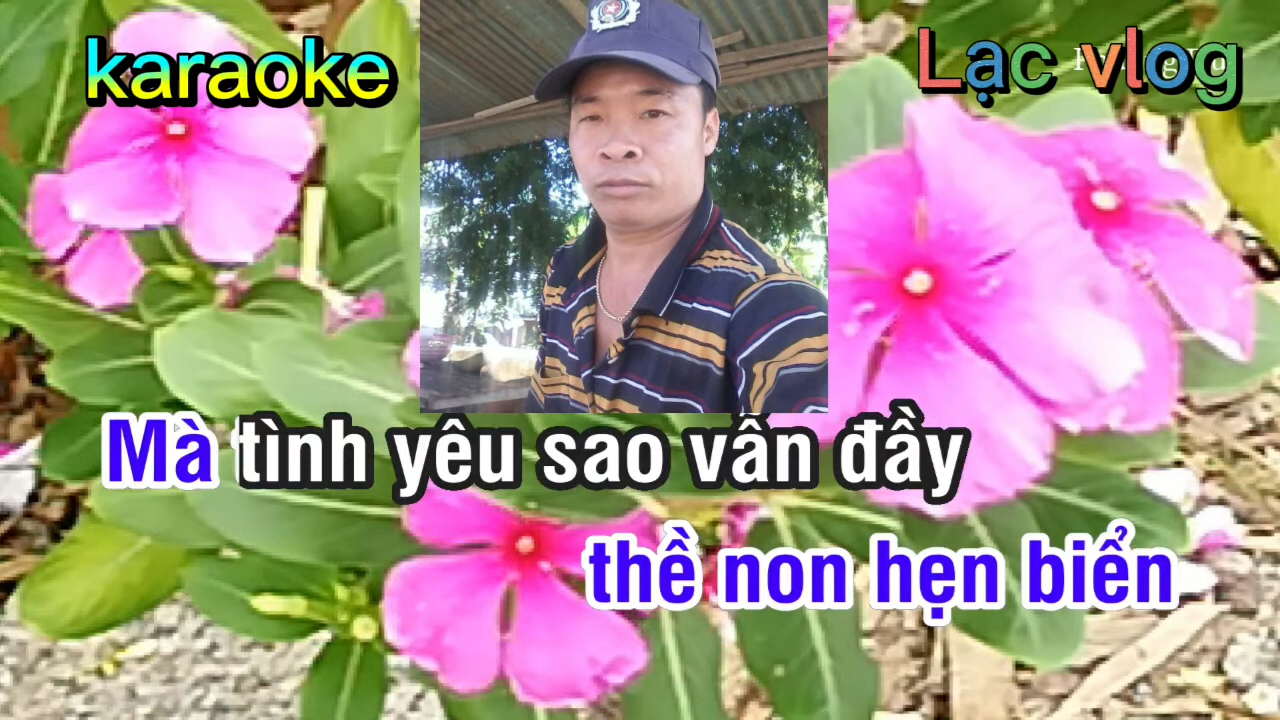 karaoke
Lạc vlog
Mà tình yêu sao vẫn đầy
thề non hẹn biển